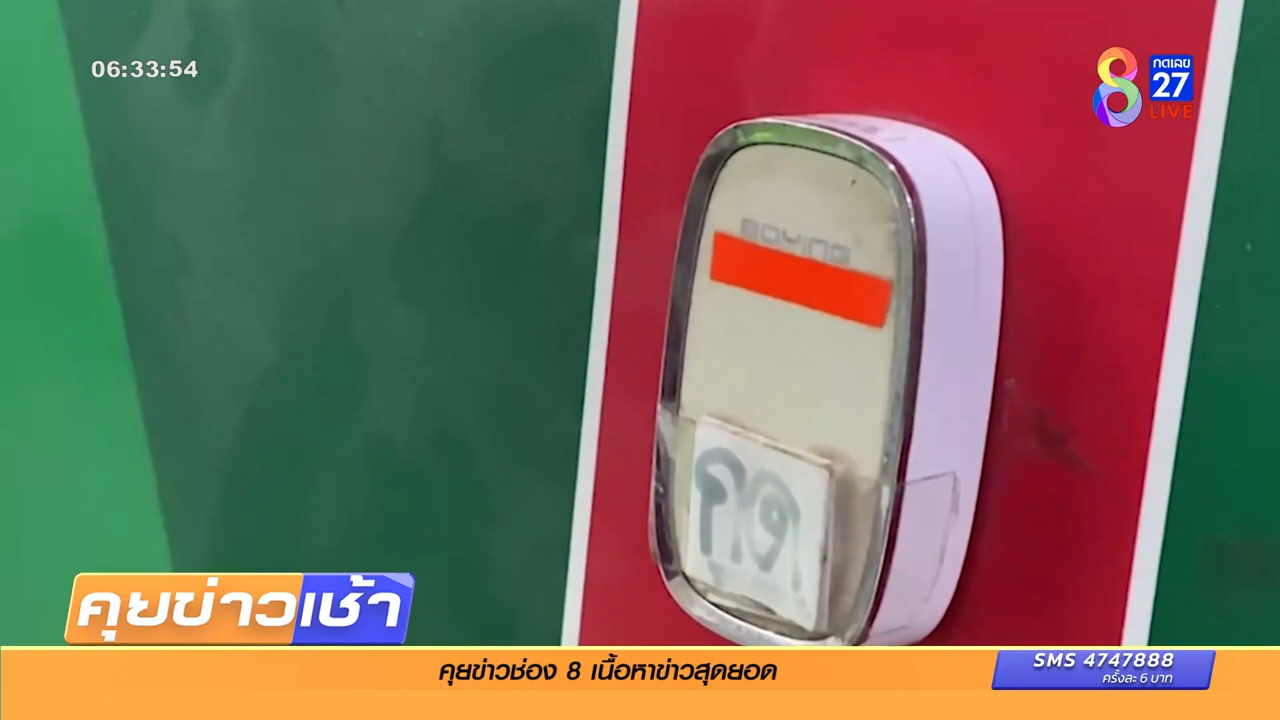 06:33:54
8
กดเลข
27
LIVE
BOYING
กด
คุยข่าวเช้า
คุยข่าวช่อง 8 เนื้อหาข่าวสุดยอด
SMS 4747888
ครั้งละ 6 บาท